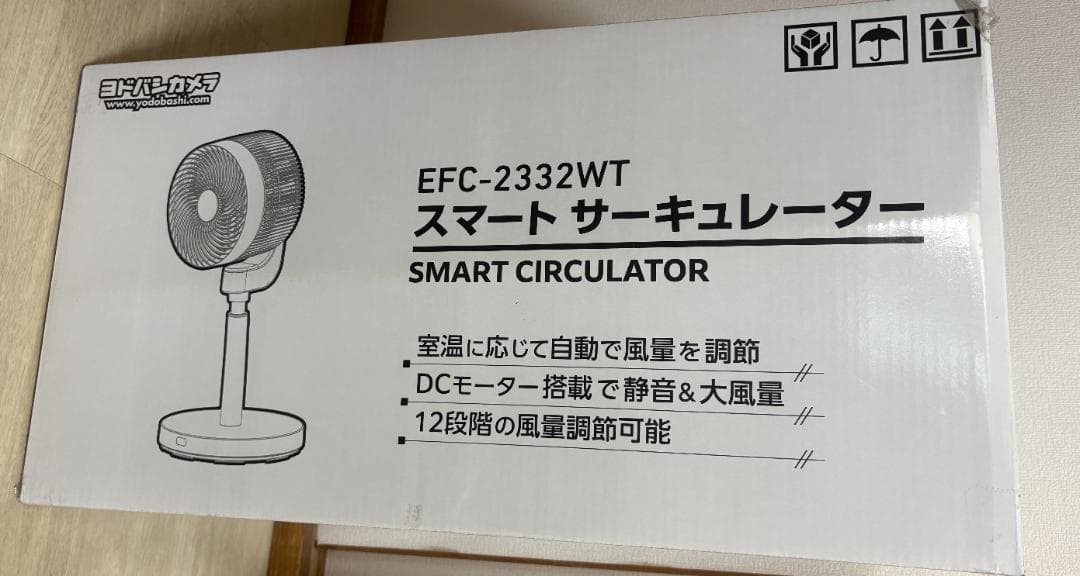 ヨドバシカメラ
www.yodobashi.com
EFC-2332WT
スマート サーキュレーター
SMART CIRCULATOR
室温に応じて自動で風量を調節
DCモーター搭載で静音&大風量
12段階の風量調節可能